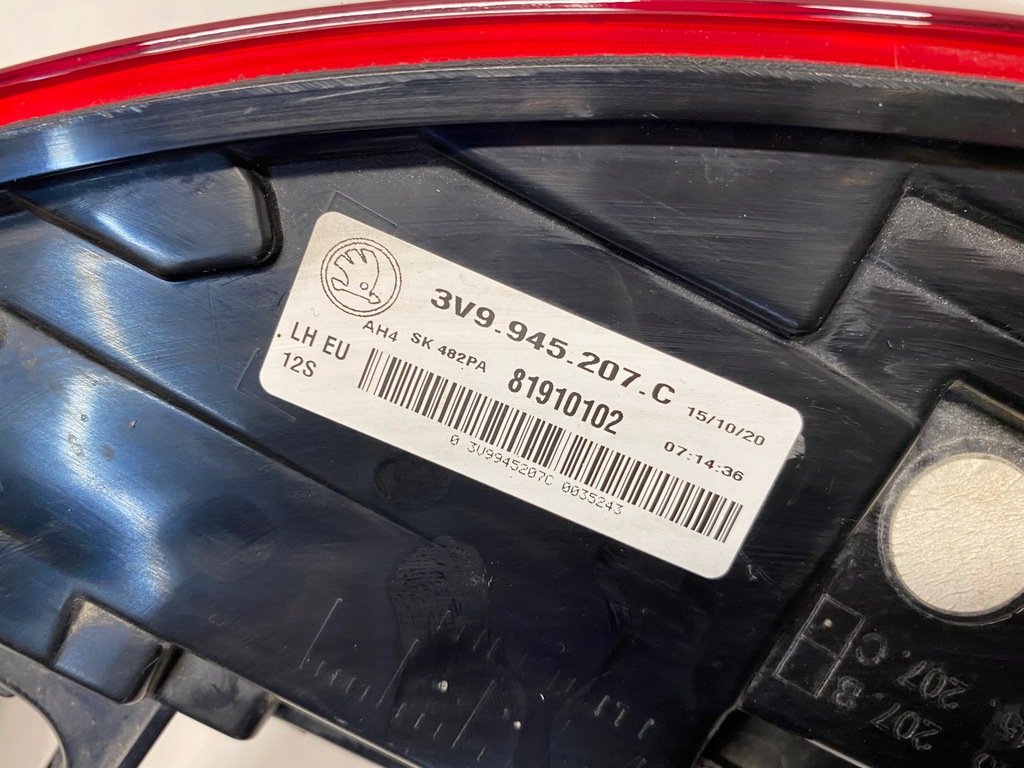 3V9.945.207.C
AH4 SK 482PA
. LH EU
12S
81910102
15/10/20
07:14:36
0 3V9945207C 0035243
207 . C
207 B